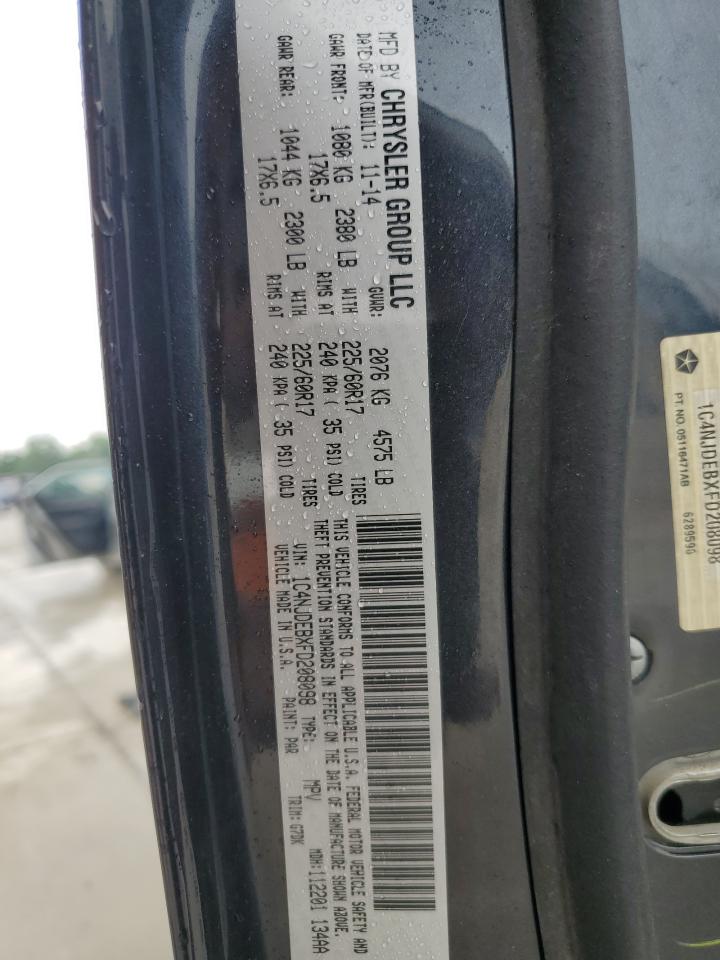 MFD BY CHRYSLER GROUP LLC
DATE OF MFR(BUILT): 11-14 GVWR: 2076 KG 4575 LB
GAWR FRONT: 1080 KG 2380 LB WITH 225/60R17 TIRES
17X6.5 RIMS AT 240 KPA ( 35 PSI) COLD
GAWR REAR: 1044 KG 2300 LB WITH 225/60R17 TIRES
17X6.5 RIMS AT 240 KPA ( 35 PSI) COLD
THIS VEHICLE CONFORMS TO ALL APPLICABLE U.S.A. FEDERAL MOTOR VEHICLE SAFETY AND
THEFT PREVENTION STANDARDS IN EFFECT ON THE DATE OF MANUFACTURE SHOWN ABOVE.
VIN: 1C4NJDEBXFD208098 TYPE: MPV MDH:112201 134AA
VEHICLE MADE IN U.S.A. PAINT: PAR TRIM: G7DK
1C4NJDEBXFD208098
PT. NO. 05116471AB 6289590